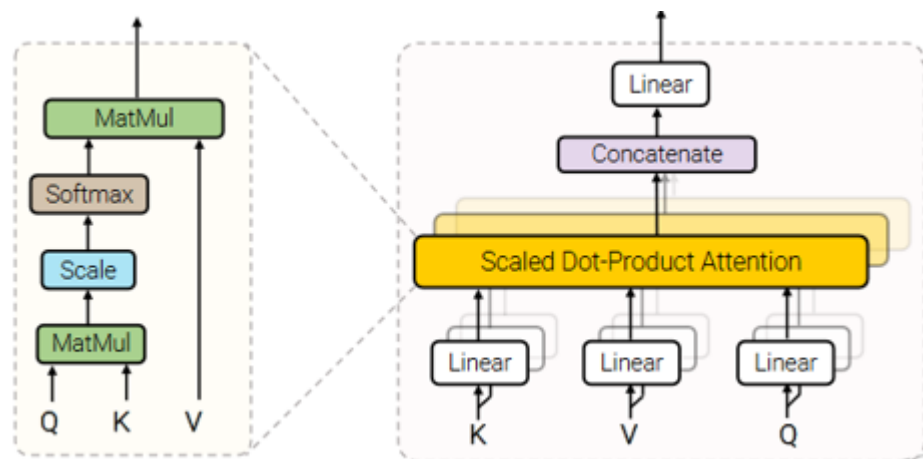 MatMul
Softmax
Scale
MatMul
Q K V
Linear
Concatenate
Scaled Dot-Product Attention
Linear Linear Linear
K V Q